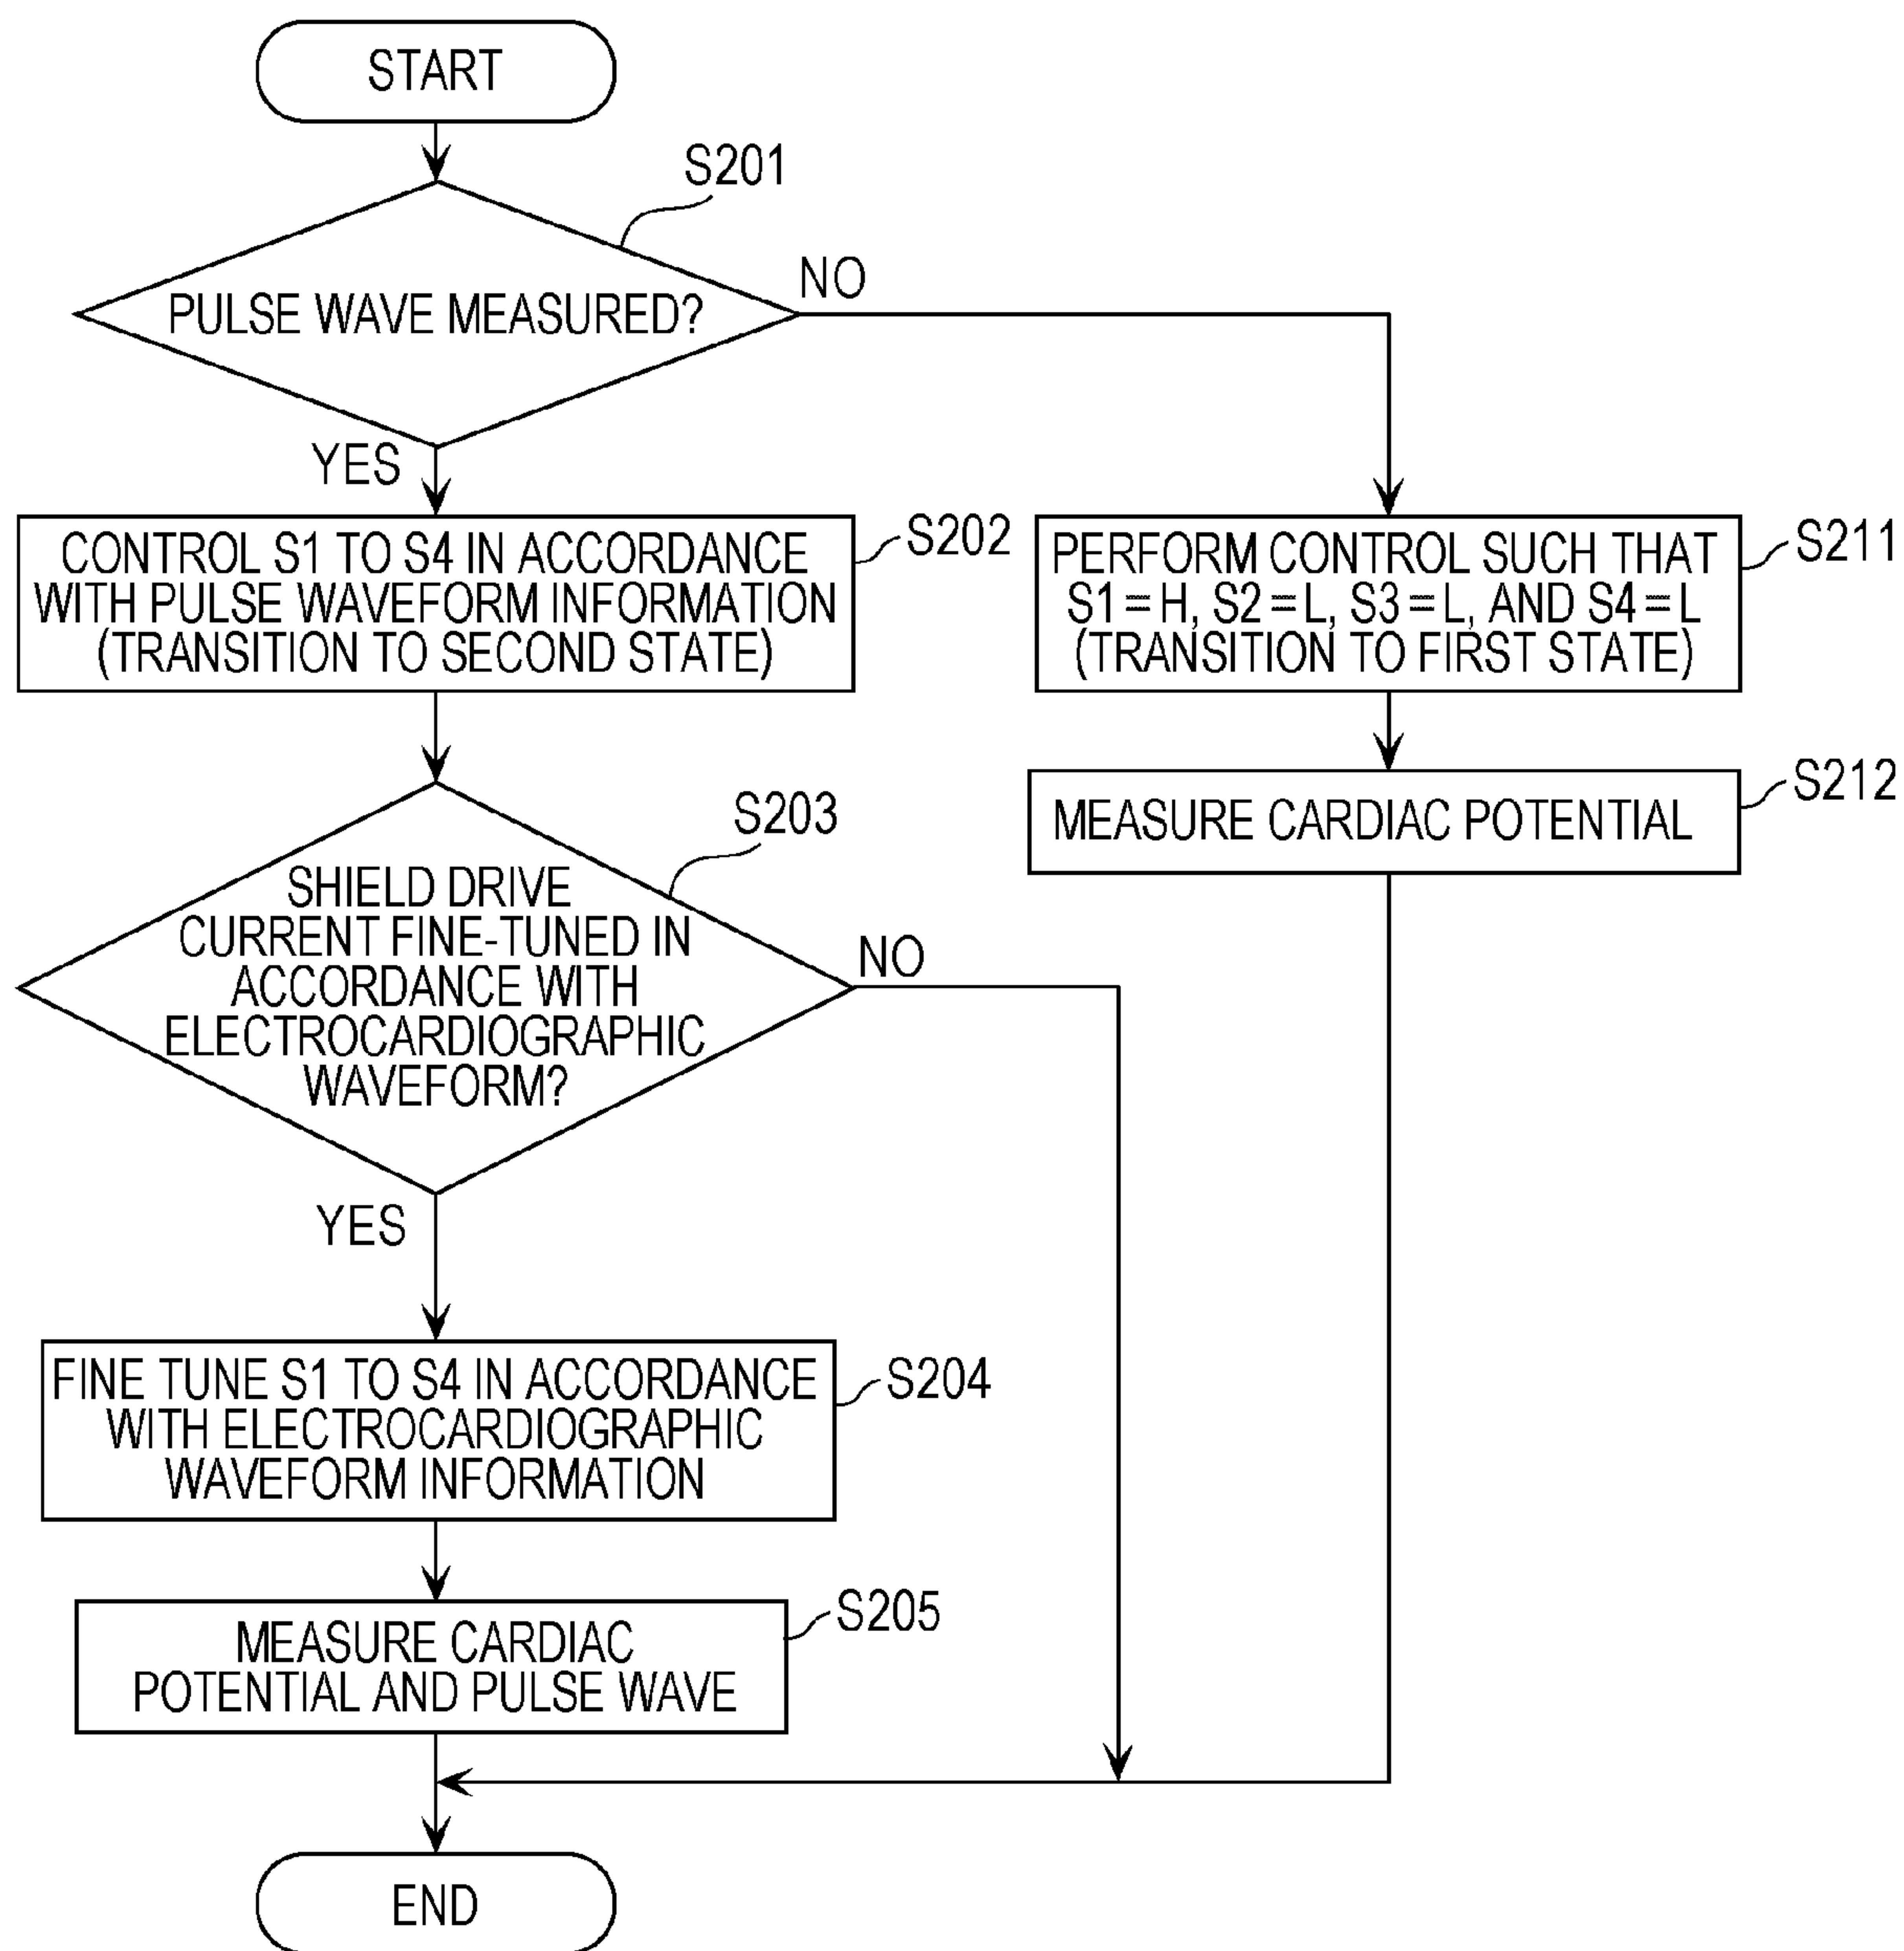 START
S201
PULSE WAVE MEASURED?
NO
YES
CONTROL S1 TO S4 IN ACCORDANCE
WITH PULSE WAVEFORM INFORMATION
(TRANSITION TO SECOND STATE)
S202
PERFORM CONTROL SUCH THAT
S1=H, S2=L, S3=L, AND S4=L
(TRANSITION TO FIRST STATE)
S211
MEASURE CARDIAC POTENTIAL
S212
S203
SHIELD DRIVE
CURRENT FINE-TUNED IN
ACCORDANCE WITH
ELECTROCARDIOGRAPHIC
WAVEFORM?
NO
YES
FINE TUNE S1 TO S4 IN ACCORDANCE
WITH ELECTROCARDIOGRAPHIC
WAVEFORM INFORMATION
S204
MEASURE CARDIAC
POTENTIAL AND PULSE WAVE
S205
END